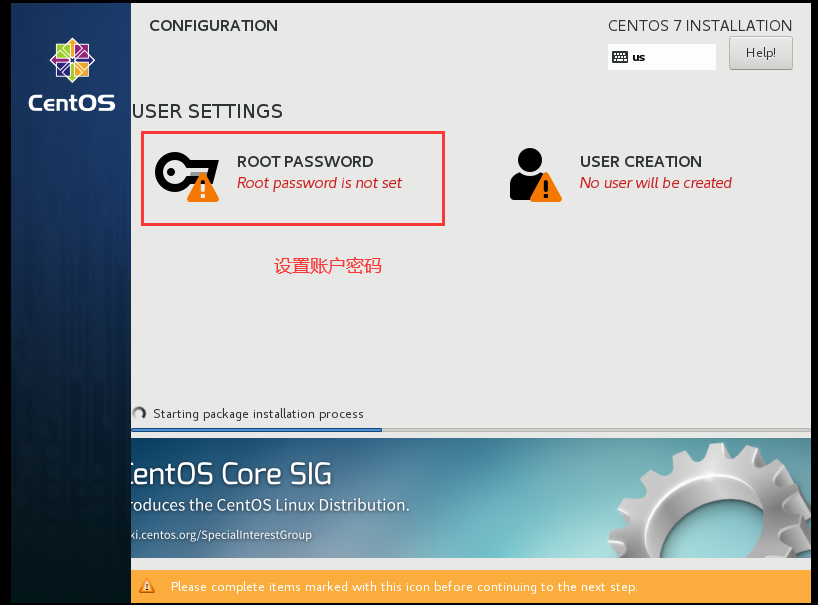 CONFIGURATION
CENTOS 7 INSTALLATION
us
Help!
CentOS
USER SETTINGS
ROOT PASSWORD
Root password is not set
USER CREATION
No user will be created
设置账户密码
Starting package installation process
entOS Core SIG
roduces the CentOS Linux Distribution.
ki.centos.org/SpecialInterestGroup
Please complete items marked with this icon before continuing to the next step.